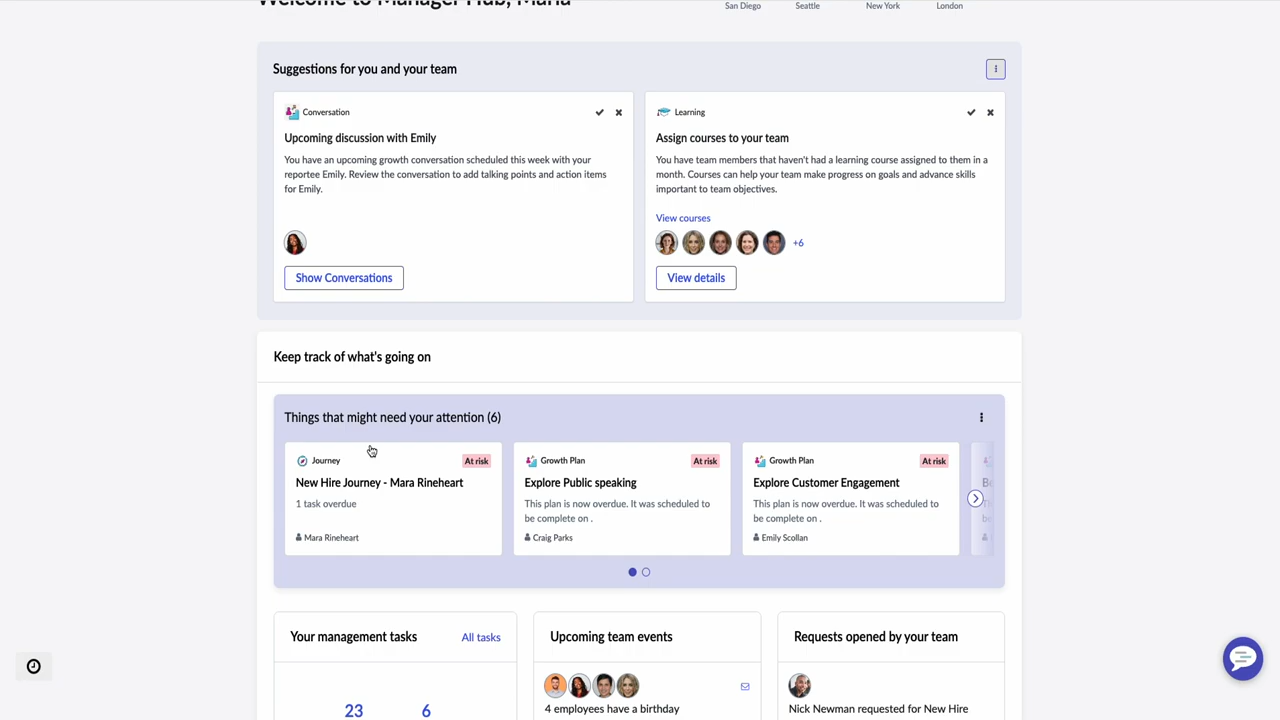 Welcome to Manager Hub, Maria
San Diego
Seattle
New York
London
Suggestions for you and your team
Conversation
Upcoming discussion with Emily
You have an upcoming growth conversation scheduled this week with your
reportee Emily. Review the conversation to add talking points and action items
for Emily.
Show Conversations
Learning
Assign courses to your team
You have team members that haven't had a learning course assigned to them in a
month. Courses can help your team make progress on goals and advance skills
important to team objectives.
View courses
+6
View details
Keep track of what's going on
Things that might need your attention (6)
Journey
At risk
New Hire Journey - Mara Rineheart
1 task overdue
Mara Rineheart
Growth Plan
At risk
Explore Public speaking
This plan is now overdue. It was scheduled to
be complete on .
Craig Parks
Growth Plan
At risk
Explore Customer Engagement
This plan is now overdue. It was scheduled to
be complete on .
Emily Scollan
Your management tasks
All tasks
23
6
Upcoming team events
4 employees have a birthday
Requests opened by your team
Nick Newman requested for New Hire